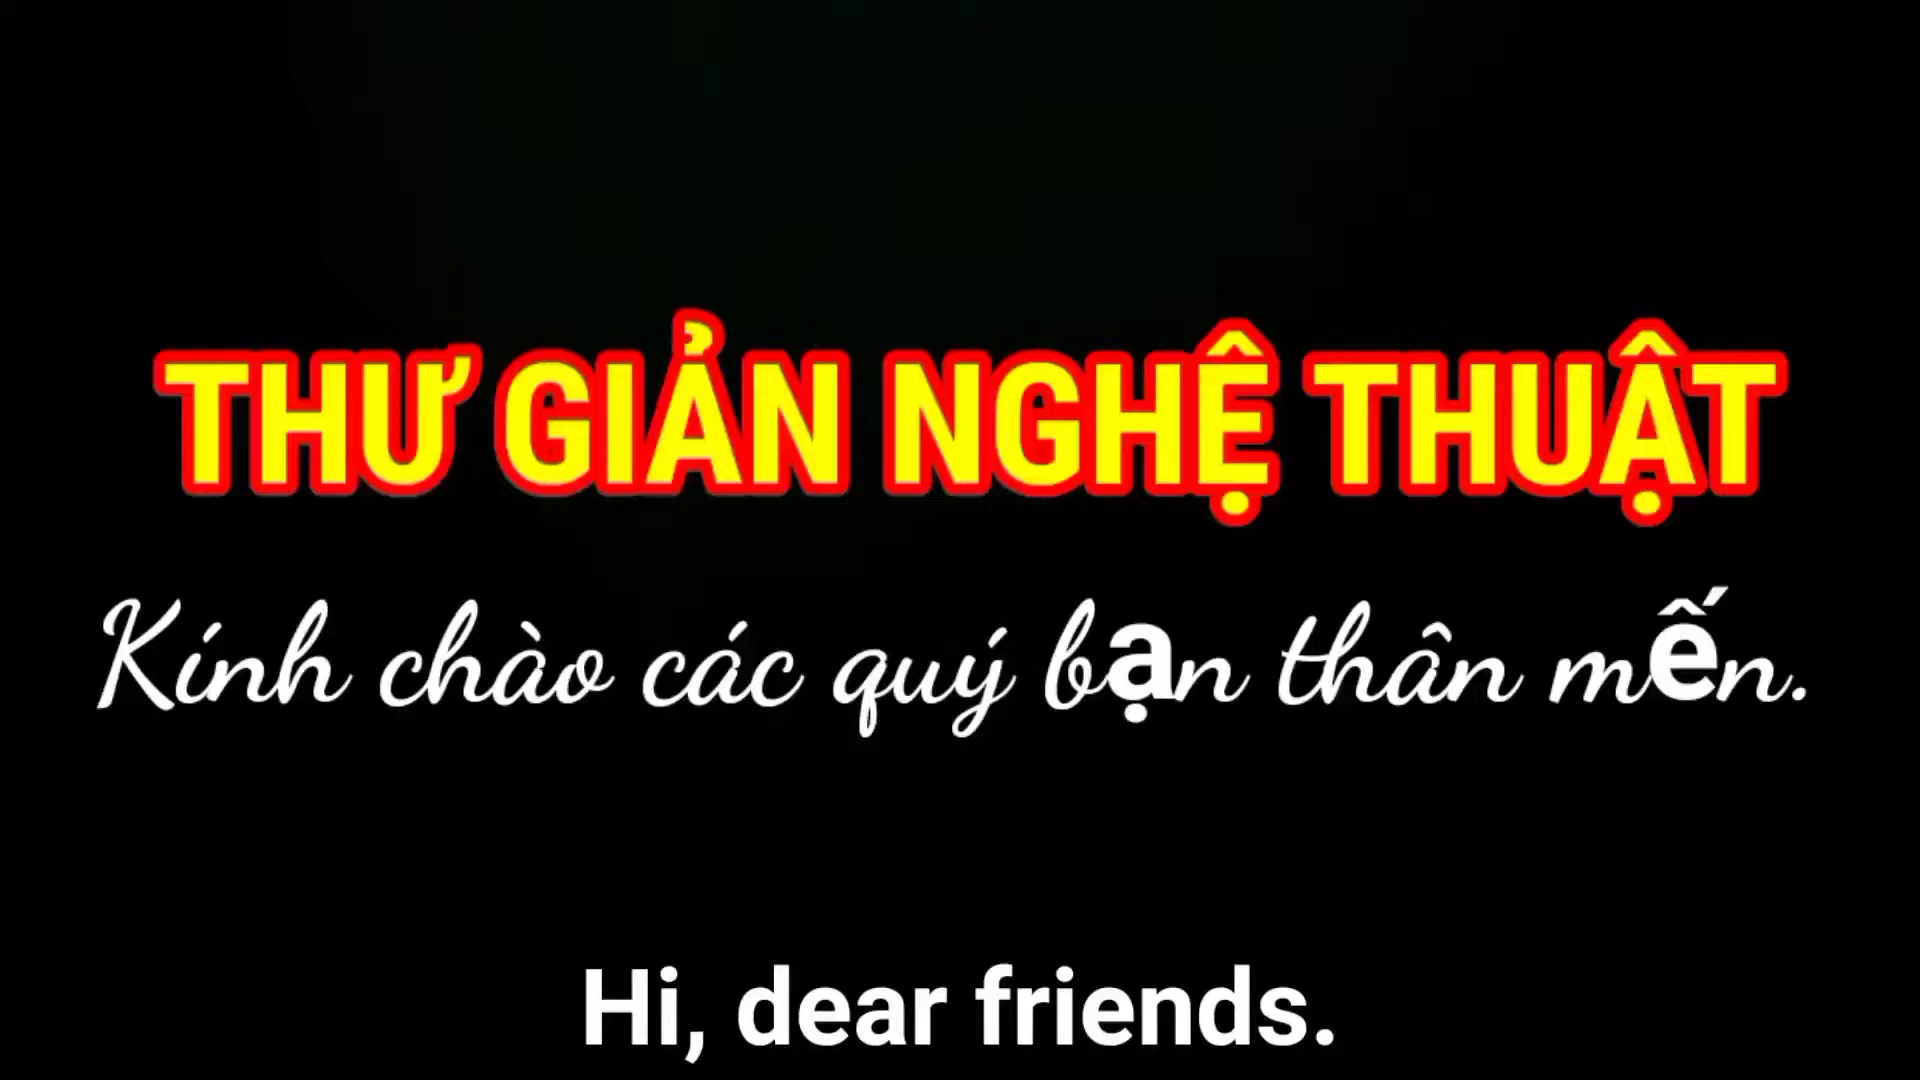 THƯ GIẢN NGHỆ THUẬT
Kính chào các quý bạn thân mến.
Hi, dear friends.